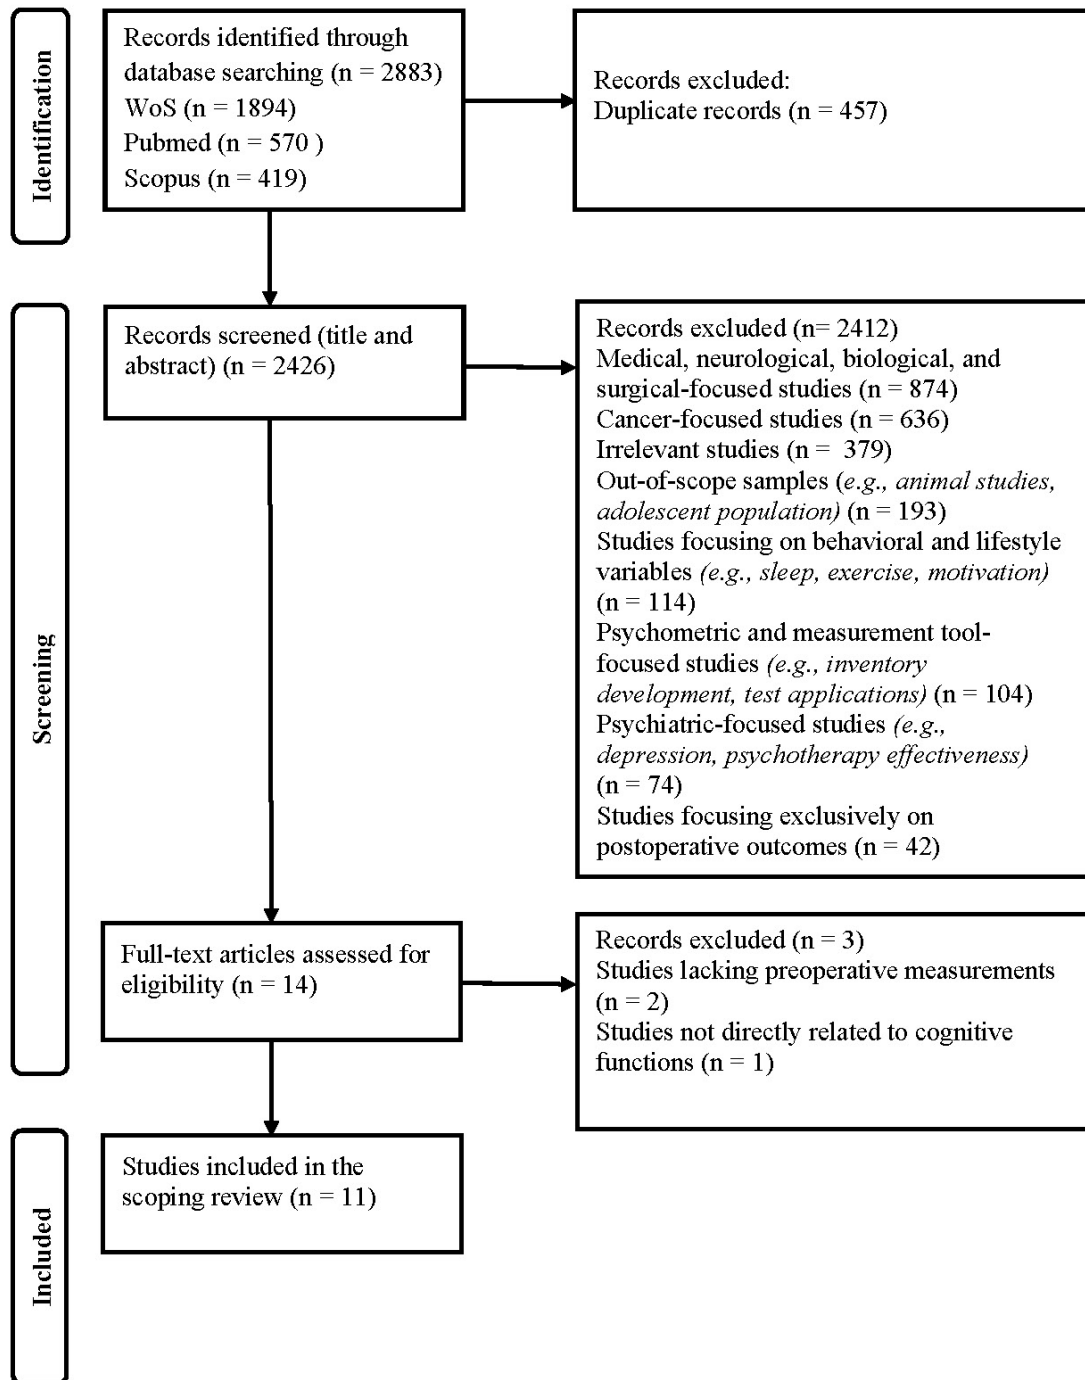 Identification
Records identified through
database searching (n = 2883)
WoS (n = 1894)
Pubmed (n = 570 )
Scopus (n = 419)
Records excluded:
Duplicate records (n = 457)
Screening
Records screened (title and
abstract) (n = 2426)
Records excluded (n= 2412)
Medical, neurological, biological, and
surgical-focused studies (n = 874)
Cancer-focused studies (n = 636)
Irrelevant studies (n =  379)
Out-of-scope samples (e.g., animal studies,
adolescent population) (n = 193)
Studies focusing on behavioral and lifestyle
variables (e.g., sleep, exercise, motivation)
(n = 114)
Psychometric and measurement tool-
focused studies (e.g., inventory
development, test applications) (n = 104)
Psychiatric-focused studies (e.g.,
depression, psychotherapy effectiveness)
(n = 74)
Studies focusing exclusively on
postoperative outcomes (n = 42)
Full-text articles assessed for
eligibility (n = 14)
Records excluded (n = 3)
Studies lacking preoperative measurements
(n = 2)
Studies not directly related to cognitive
functions (n = 1)
Included
Studies included in the
scoping review (n = 11)